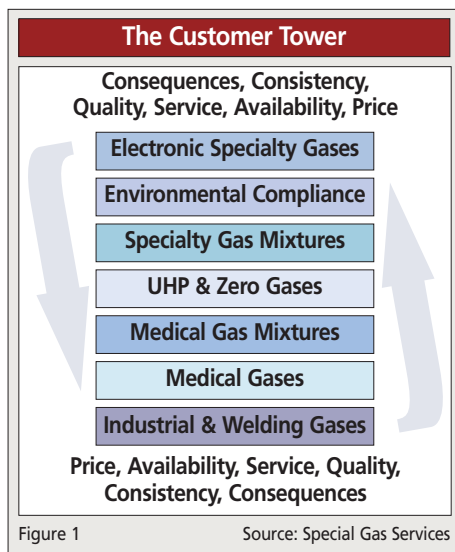 The Customer Tower
Consequences, Consistency,
Quality, Service, Availability, Price
Electronic Specialty Gases
Environmental Compliance
Specialty Gas Mixtures
UHP & Zero Gases
Medical Gas Mixtures
Medical Gases
Industrial & Welding Gases
Price, Availability, Service, Quality,
Consistency, Consequences
Figure 1 Source: Special Gas Services